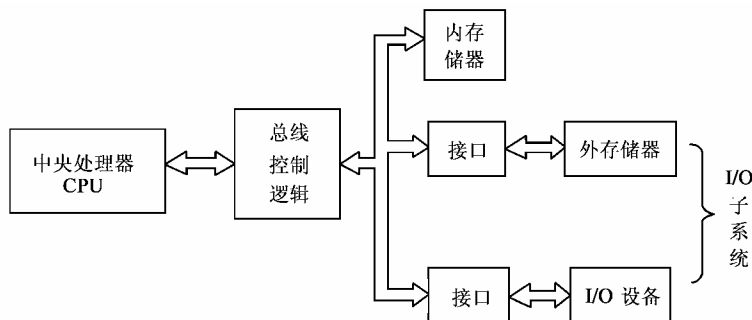 内存
储器
总线
控制
逻辑
中央处理器
CPU
接口
外存储器
I/O
子
系
统
接口
I/O 设备